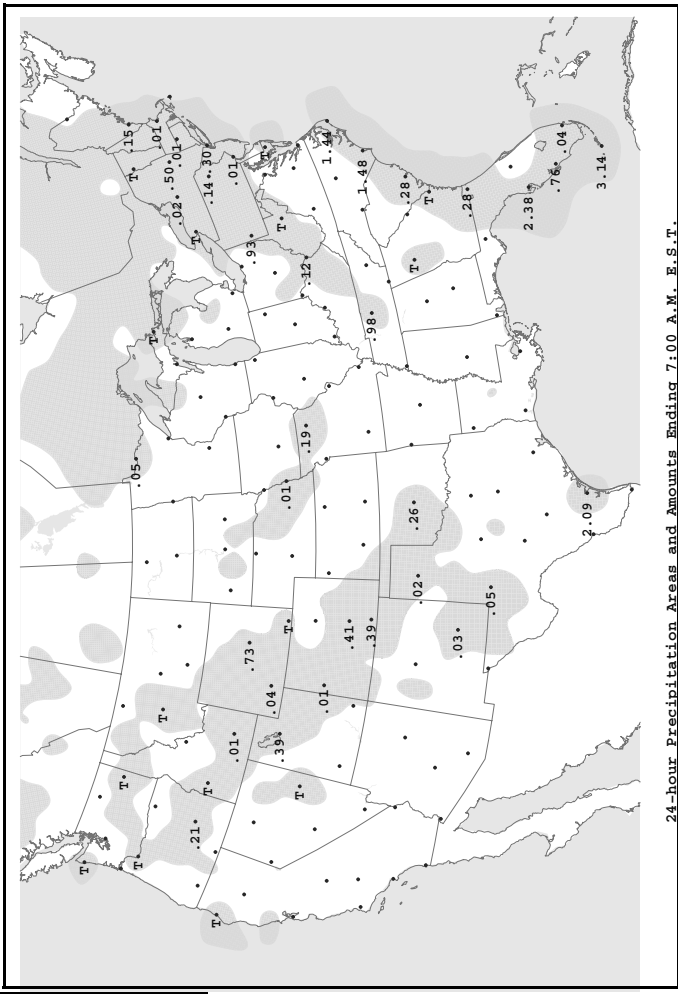 T
T
T
.15
.05
T
T
.01
T
.50
.01
.02
.21
T
.30
.14
T
T
.01
.01
.73
.93
T
.04
.39
T
.01
T
T
.19
.12
.01
1.44
.41
1.48
.39
.98
.28
.02
.26
T
T
.03
.28
.05
2.38
.76
.04
2.09
3.14
24-hour Precipitation Areas and Amounts Ending 7:00 A.M. E.S.T.